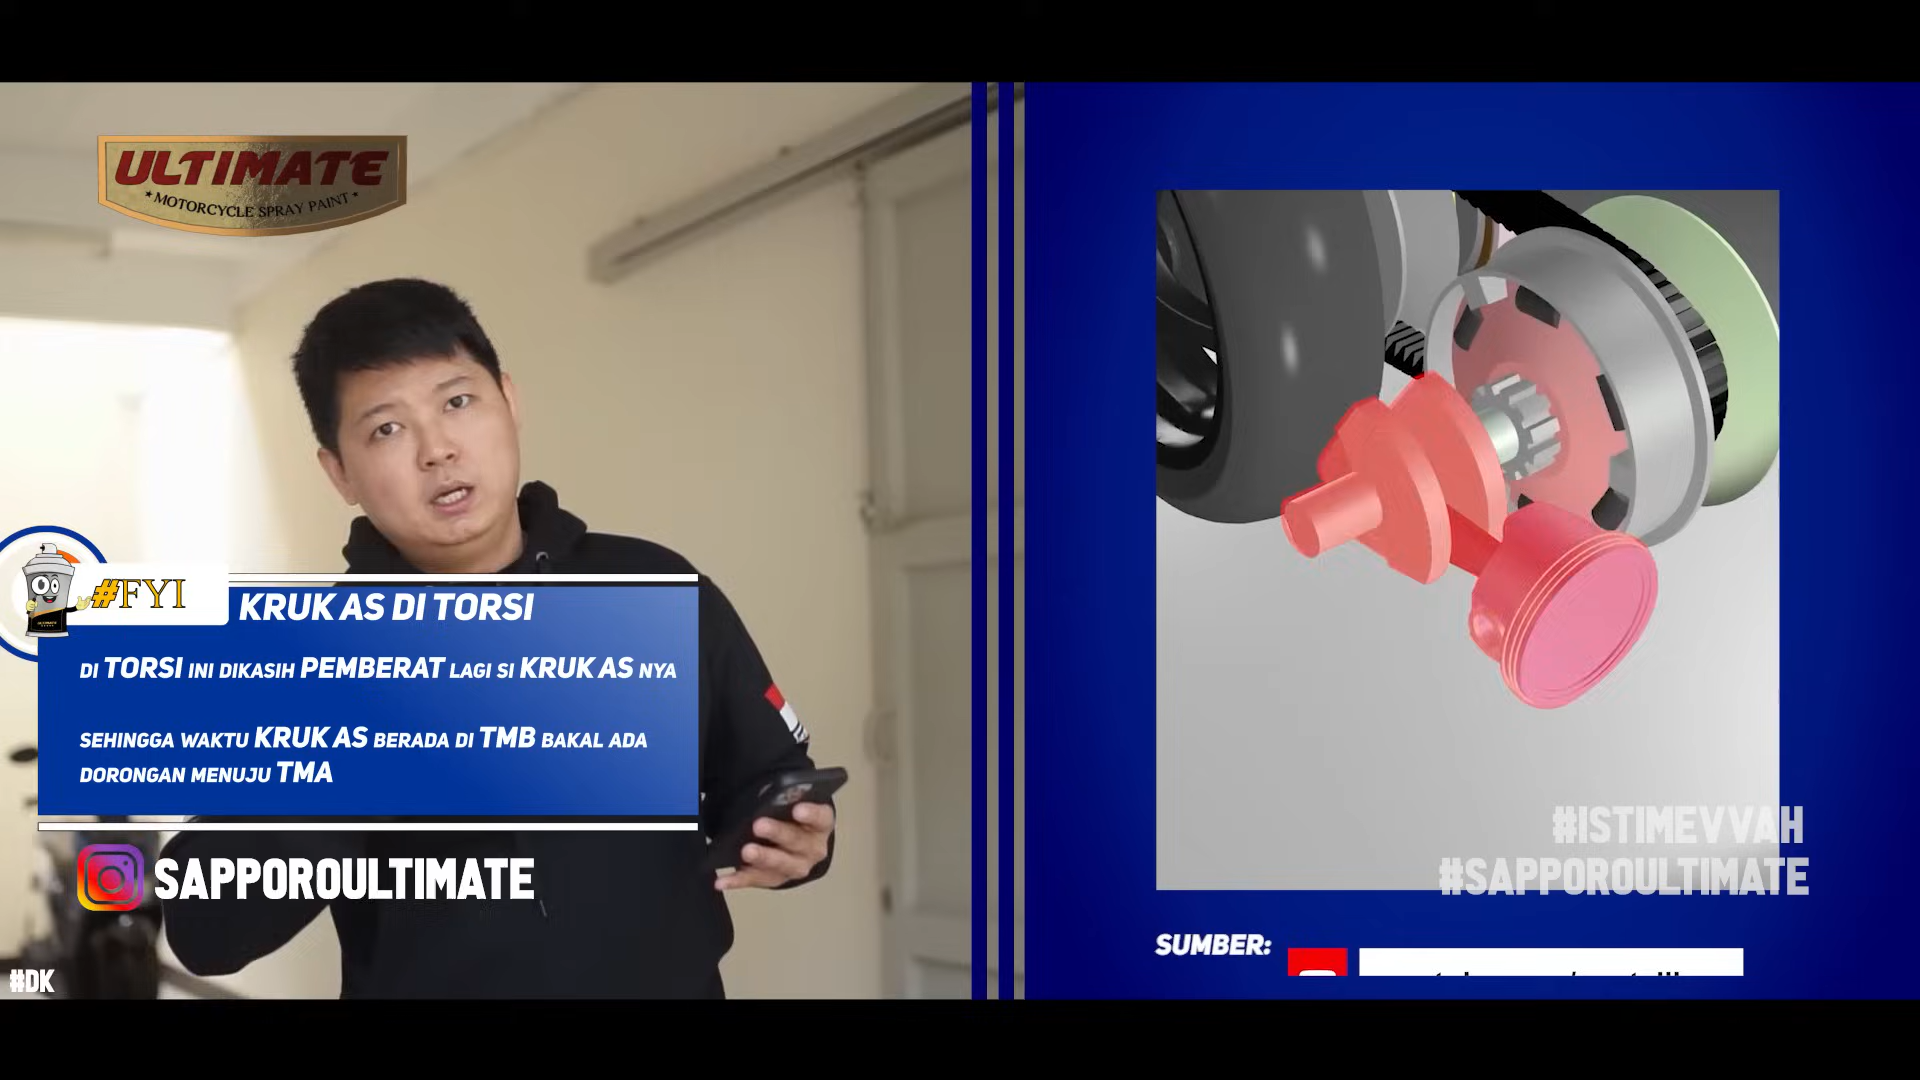 ULTIMATE
MOTORCYCLE SPRAY PAINT
#FYI
KRUK AS DI TORSI
DI TORSI INI DIKASIH PEMBERAT LAGI SI KRUK AS NYA
SEHINGGA WAKTU KRUK AS BERADA DI TMB BAKAL ADA
DORONGAN MENUJU TMA
SAPPOROULTIMATE
#DK
#ISTIMEVVAH
#SAPPOROULTIMATE
SUMBER: